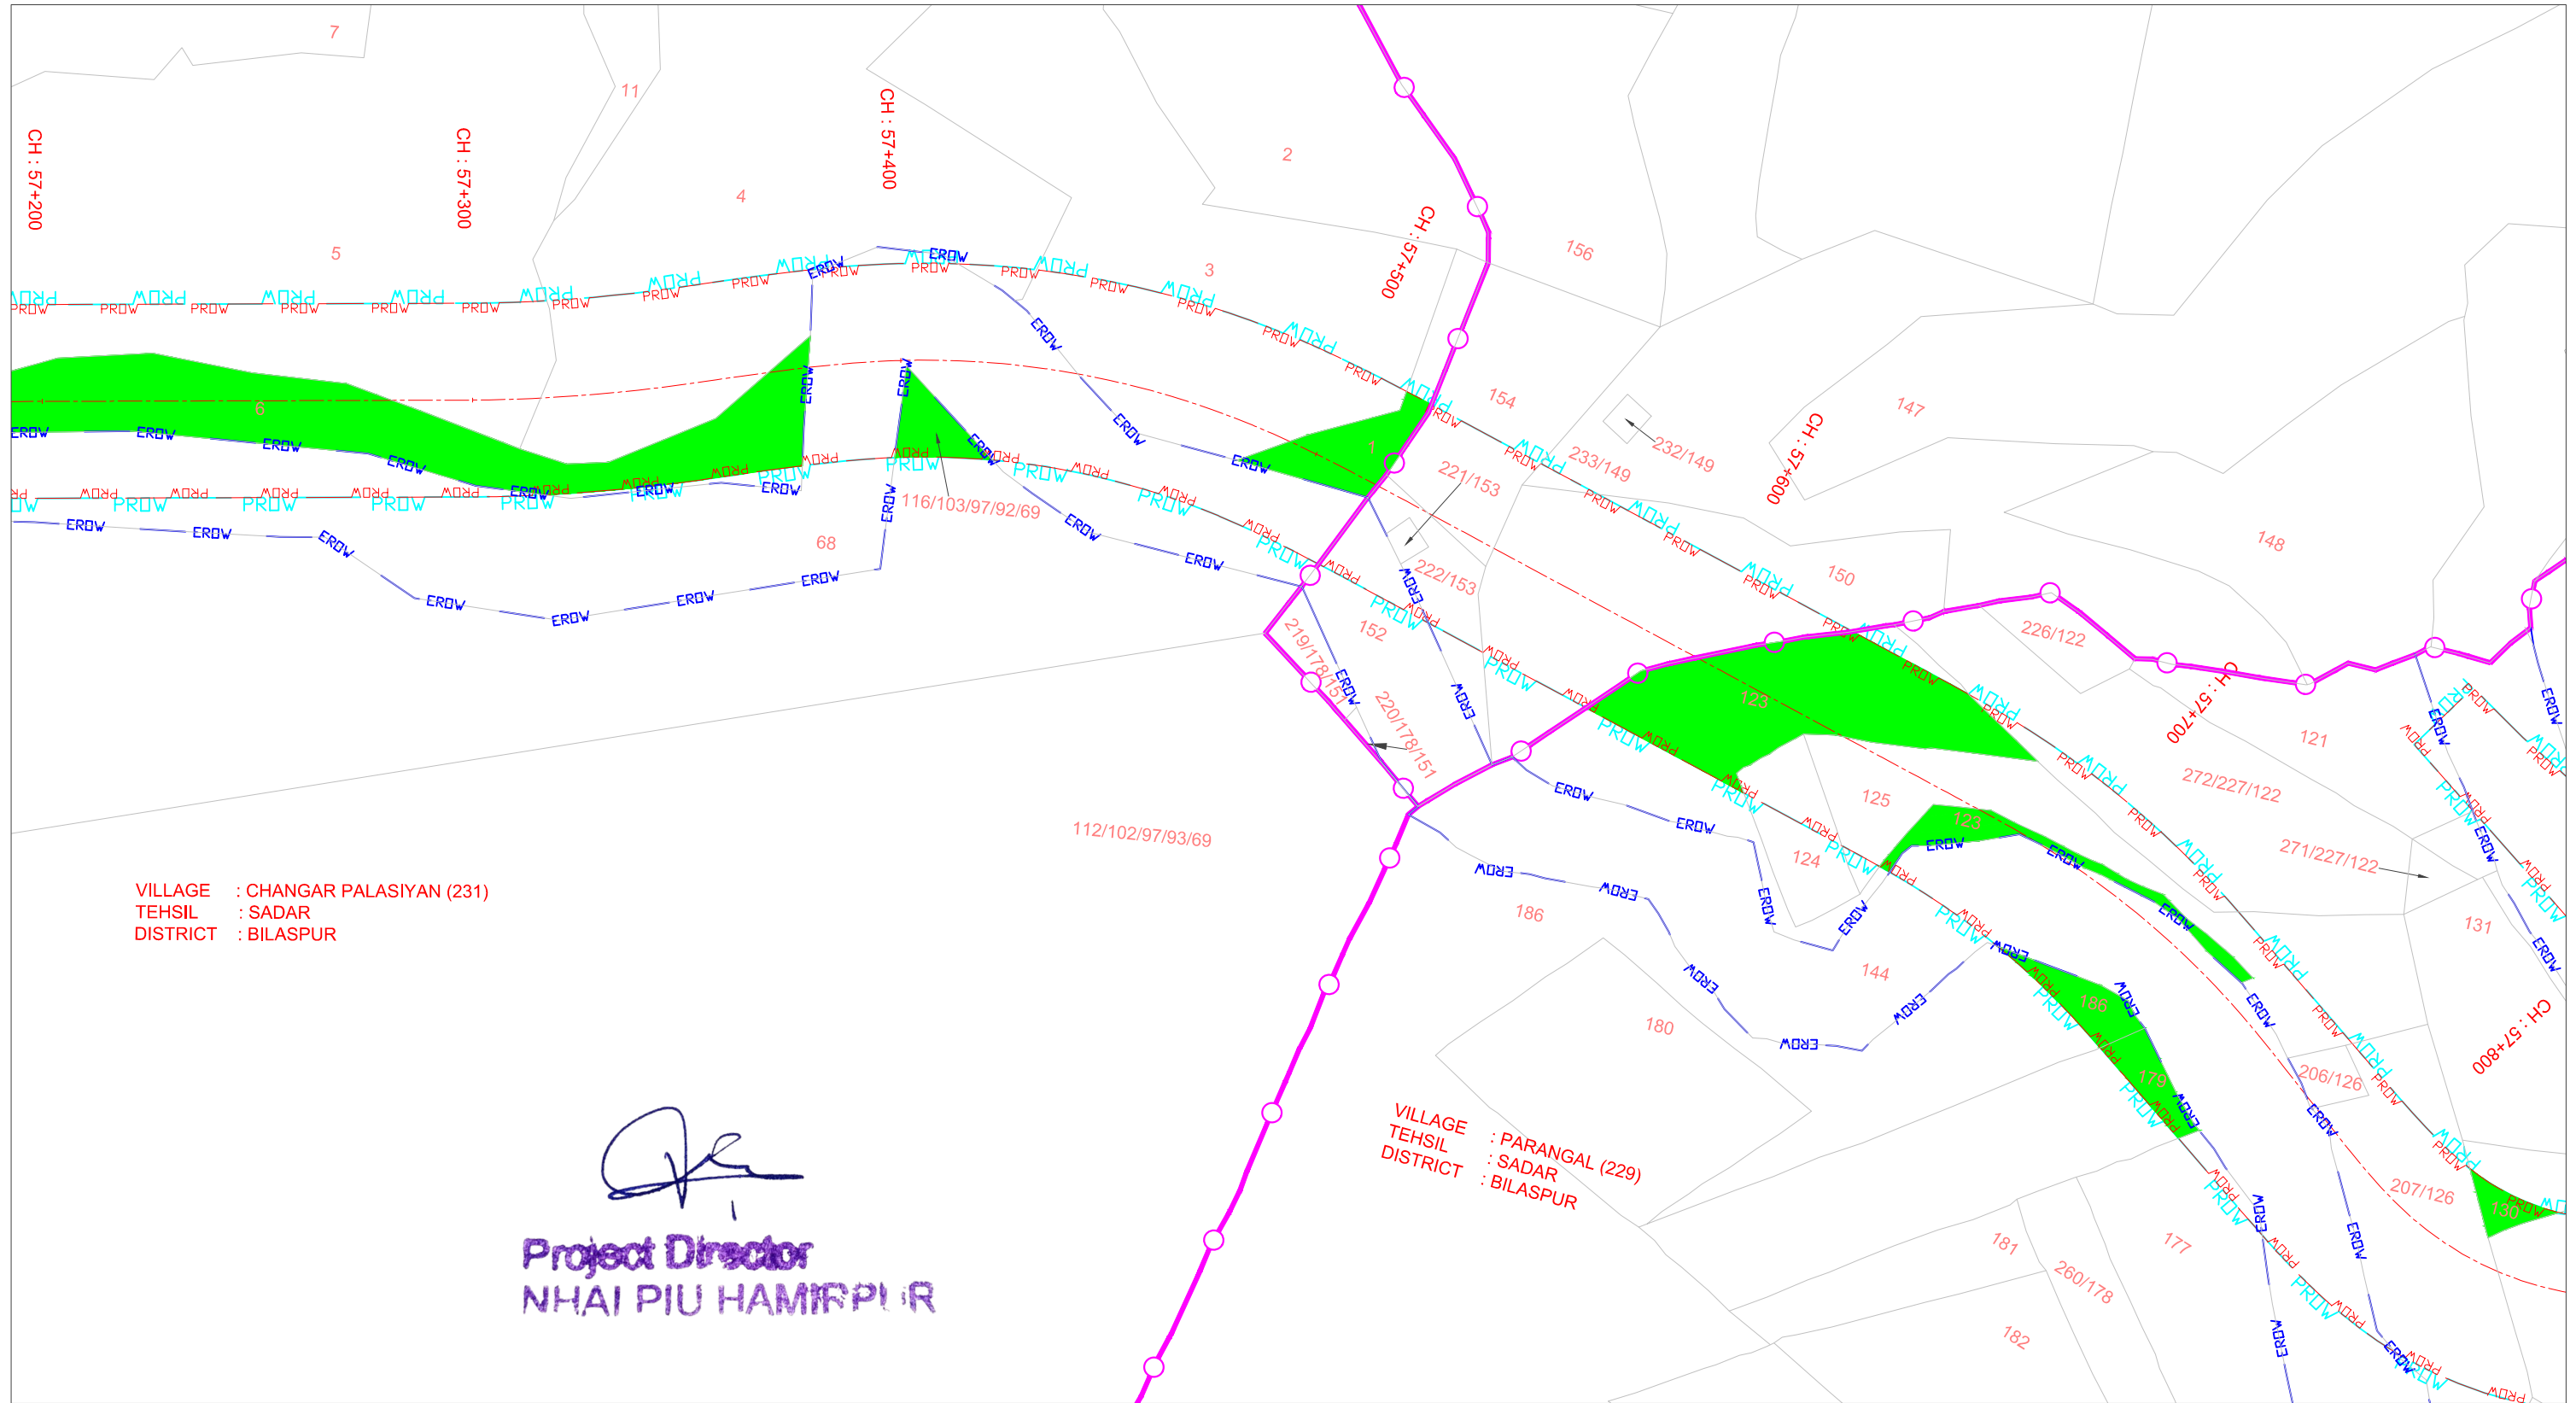 7
11
2
4
5
3
156
CH : 57+200
CH : 57+300
CH : 57+400
CH : 57+500
CH : 57+600
CH : 57+700
CH : 57+800
EROW
PROW
6
1
154
147
232/149
233/149
221/153
222/153
116/103/97/92/69
68
150
148
152
219/178/151
220/178/151
226/122
123
121
272/227/122
125
123
124
271/227/122
112/102/97/93/69
186
131
144
180
186
179
206/126
207/126
130
181
260/178
177
182
VILLAGE : CHANGAR PALASIYAN (231)
TEHSIL : SADAR
DISTRICT : BILASPUR
VILLAGE : PARANGAL (229)
TEHSIL : SADAR
DISTRICT : BILASPUR
Project Director
NHAI PIU HAMIRPUR